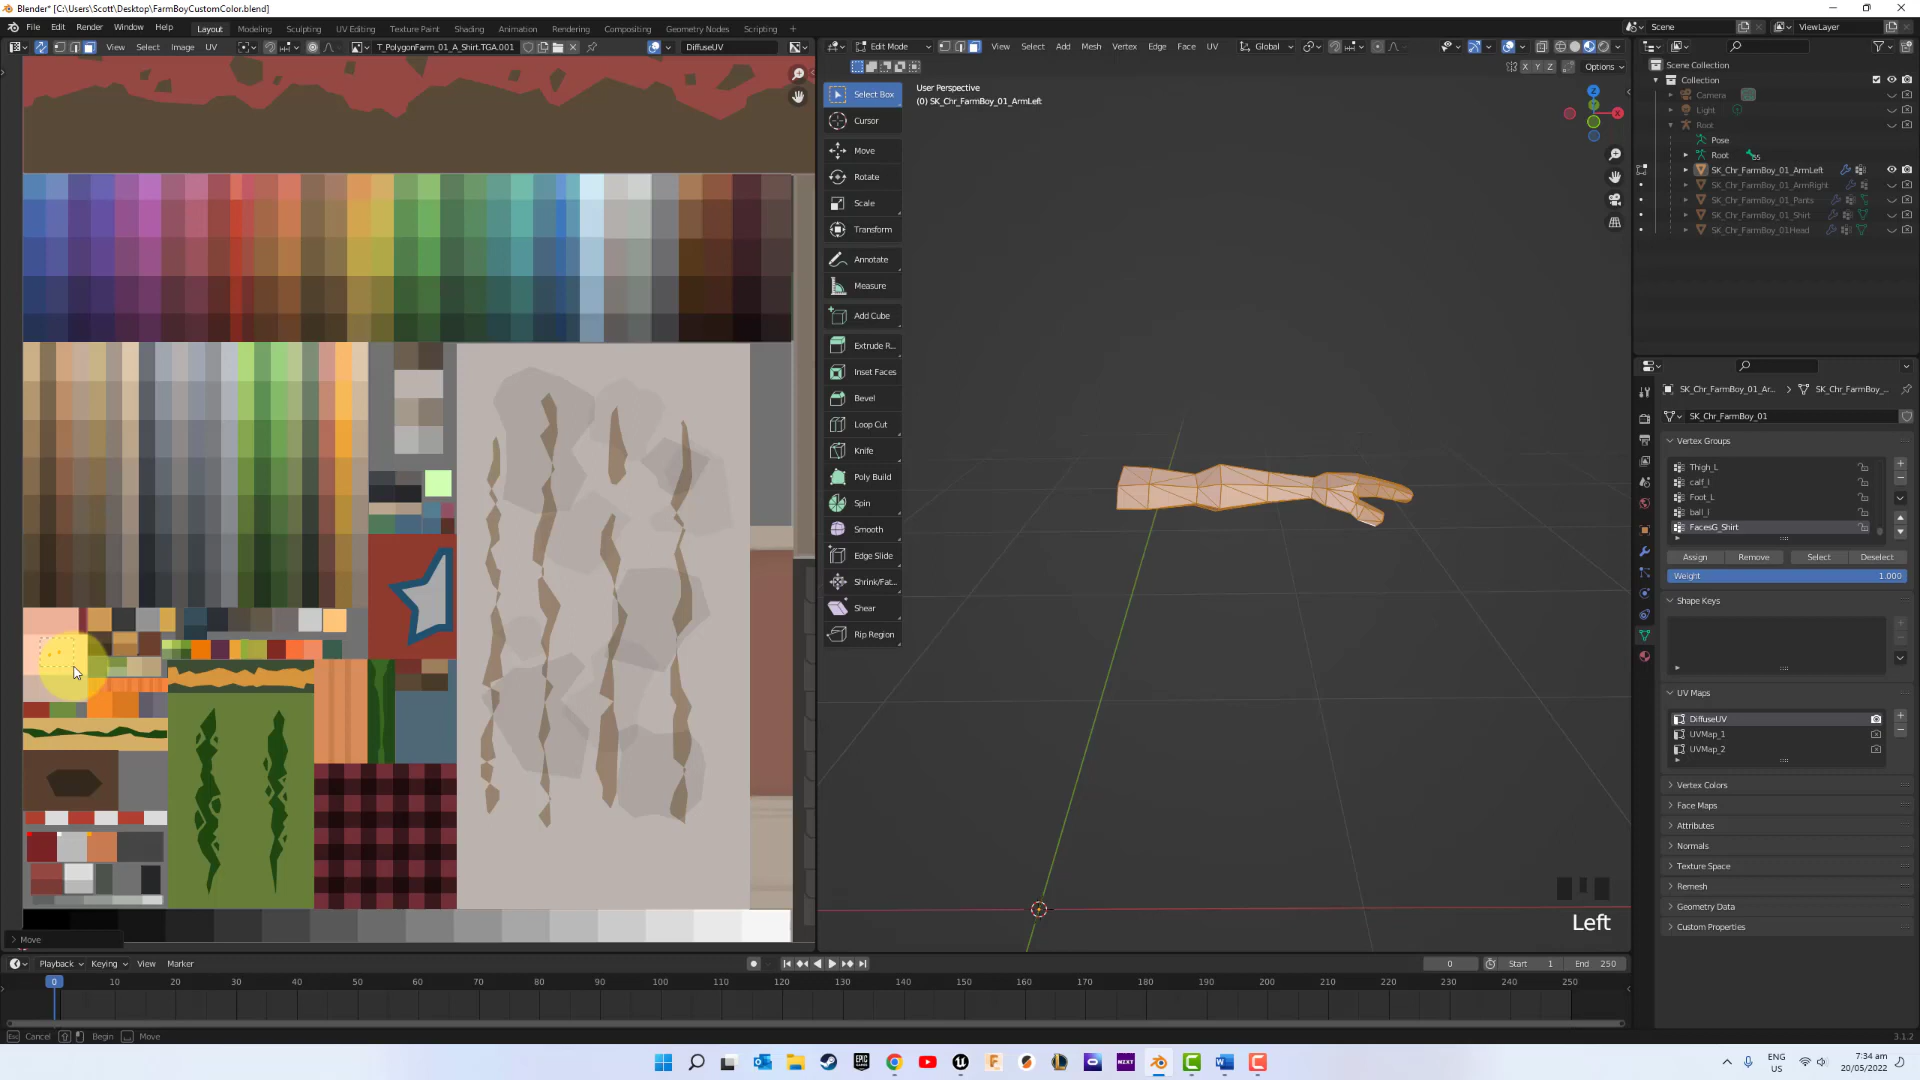 Blender* [C:\Users\Scott\Desktop\FarmBoyCustomColor.blend]
File Edit Render Window Help Layout Modeling Sculpting UV Editing Texture Paint Shading Animation Rendering Compositing Geometry Nodes Scripting + Scene ViewLayer
View Select Image UV T_PolygonFarm_01_A_Shirt.TGA.001 DiffuseUV
Edit Mode View Select Add Mesh Vertex Edge Face UV Global
X Y Z Options
Select Box
Cursor
Move
Rotate
Scale
Transform
Annotate
Measure
Add Cube
Extrude R...
Inset Faces
Bevel
Loop Cut
Knife
Poly Build
Spin
Smooth
Edge Slide
Shrink/Fat...
Shear
Rip Region
User Perspective
(0) SK_Chr_FarmBoy_01_ArmLeft
Z
X
Left
Move
Scene Collection
Collection
Camera
Light
Root
Pose
Root
SK_Chr_FarmBoy_01_ArmLeft
SK_Chr_FarmBoy_01_ArmRight
SK_Chr_FarmBoy_01_Pants
SK_Chr_FarmBoy_01_Shirt
SK_Chr_FarmBoy_01Head
SK_Chr_FarmBoy_01_Ar... SK_Chr_FarmBoy_...
SK_Chr_FarmBoy_01
Vertex Groups
Thigh_L
calf_l
Foot_L
ball_l
FacesG_Shirt
Assign Remove Select Deselect
Weight 1.000
Shape Keys
UV Maps
DiffuseUV
UVMap_1
UVMap_2
Vertex Colors
Face Maps
Attributes
Normals
Texture Space
Remesh
Geometry Data
Custom Properties
Playback Keying View Marker 0 Start 1 End 250
0 10 20 30 40 50 60 70 80 90 100 110 120 130 140 150 160 170 180 190 200 210 220 230 240 250
Cancel Begin Move 3.1.2
ENG
US
7:34 am
20/05/2022